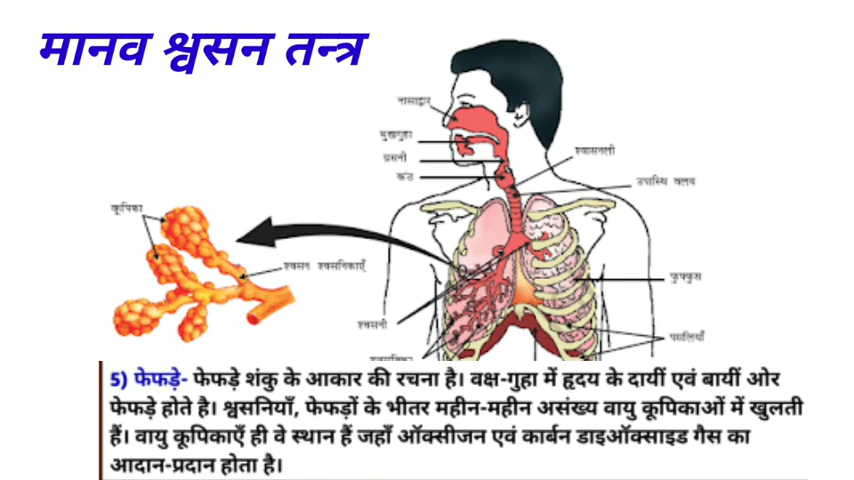 मानव श्वसन तन्त्र
नासाद्वार
मुखगुहा
ग्रसनी
कंठ
श्वासनली
उपास्थि वलय
कूपिका
श्वसन श्वसनिकाएँ
फुफ्फुस
श्वसनी
पसलियाँ
5) फेफड़े- फेफड़े शंकु के आकार की रचना है। वक्ष-गुहा में हृदय के दायीं एवं बायीं ओर
फेफड़े होते है। श्वसनियाँ, फेफड़ों के भीतर महीन-महीन असंख्य वायु कूपिकाओं में खुलती
हैं। वायु कूपिकाएँ ही वे स्थान हैं जहाँ ऑक्सीजन एवं कार्बन डाइऑक्साइड गैस का
आदान-प्रदान होता है।